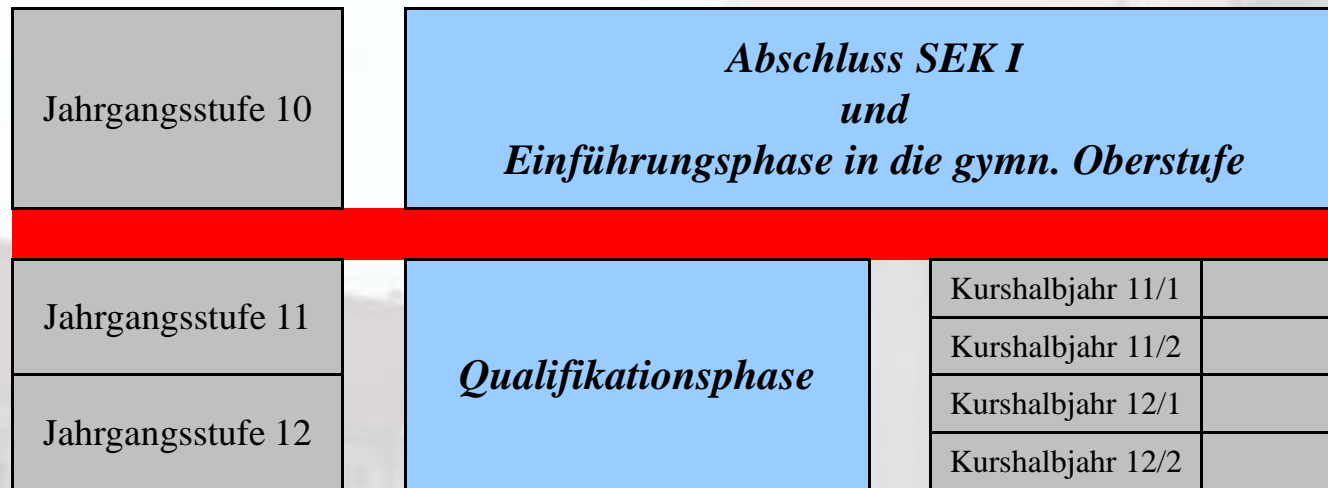 Jahrgangsstufe 10
Abschluss SEK I
und
Einführungsphase in die gymn. Oberstufe
Jahrgangsstufe 11
Jahrgangsstufe 12
Qualifikationsphase
Kurshalbjahr 11/1
Kurshalbjahr 11/2
Kurshalbjahr 12/1
Kurshalbjahr 12/2